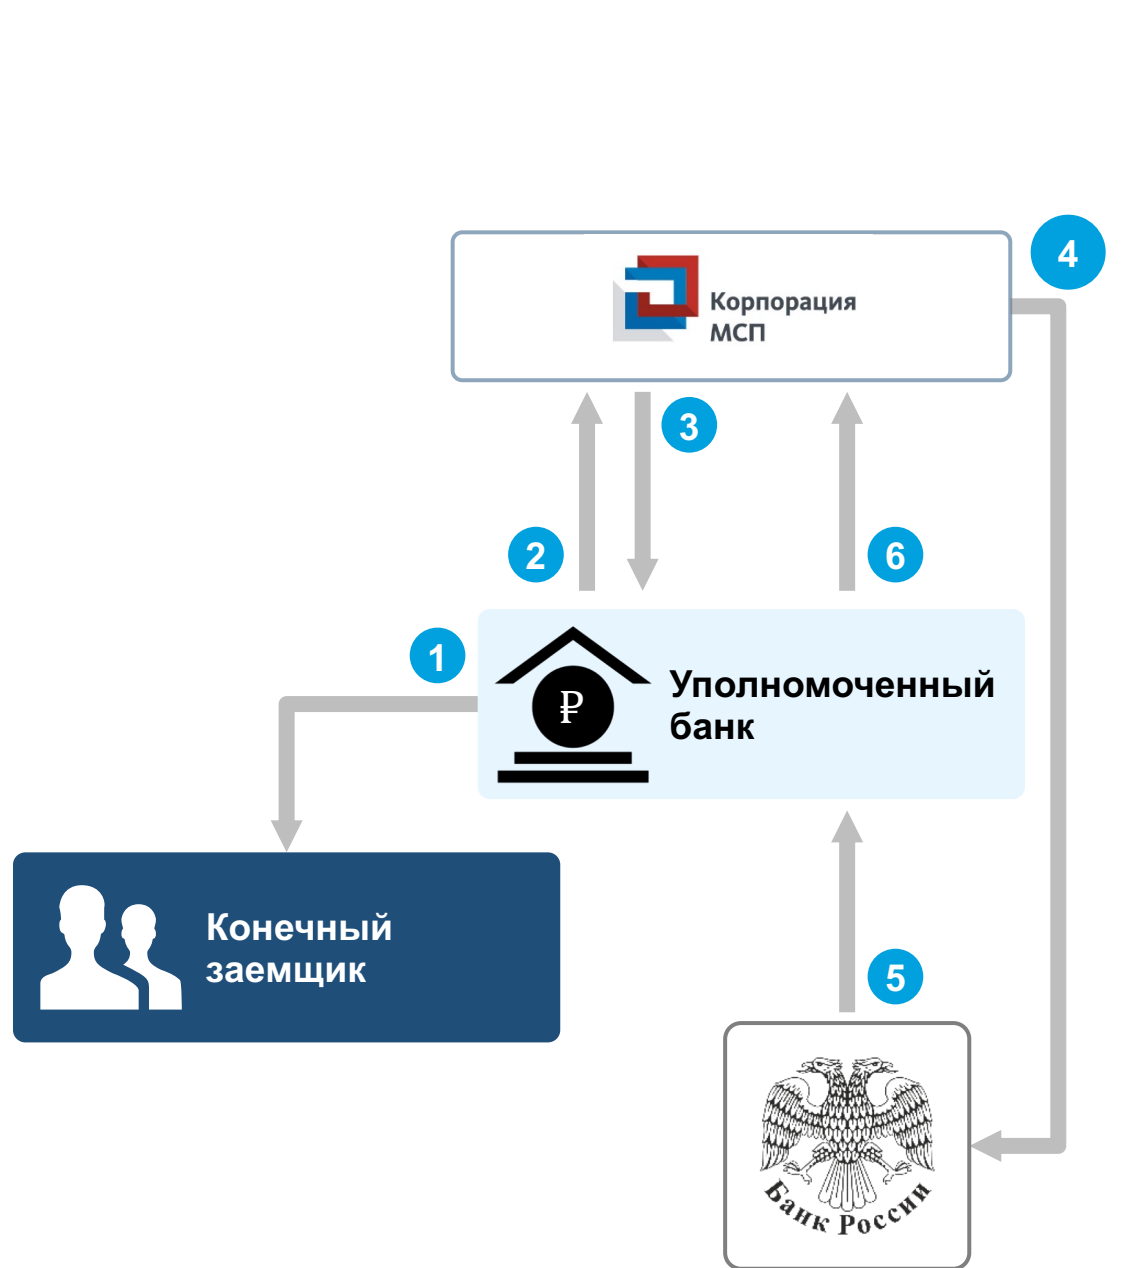 4
Корпорация
МСП
3
2
6
1
₽
Уполномоченный
банк
Конечный
заемщик
5
Банк России